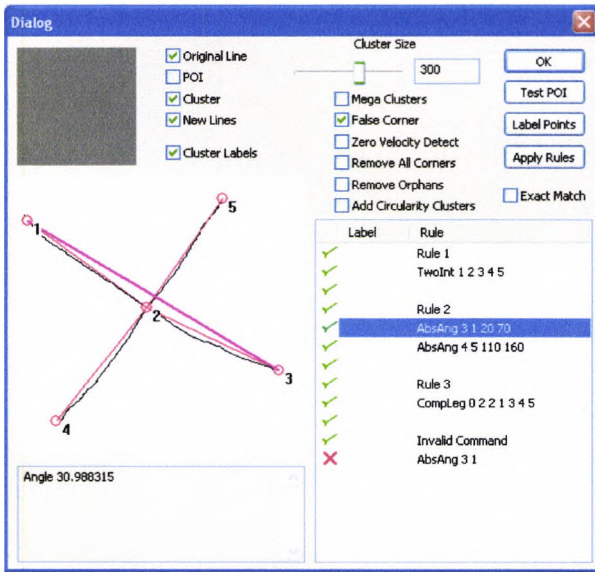 Dialog
Original Line
POI
Cluster
New Lines
Cluster Labels
Cluster Size
300
Mega Clusters
False Corner
Zero Velocity Detect
Remove All Corners
Remove Orphans
Add Circularity Clusters
OK
Test POI
Label Points
Apply Rules
Exact Match
1
5
2
3
4
Label Rule
Rule 1
TwoInt 1 2 3 4 5
Rule 2
AbsAng 3 1 20 70
AbsAng 4 5 110 160
Rule 3
CompLeg 0 2 2 1 3 4 5
Invalid Command
AbsAng 3 1
Angle 30.988315